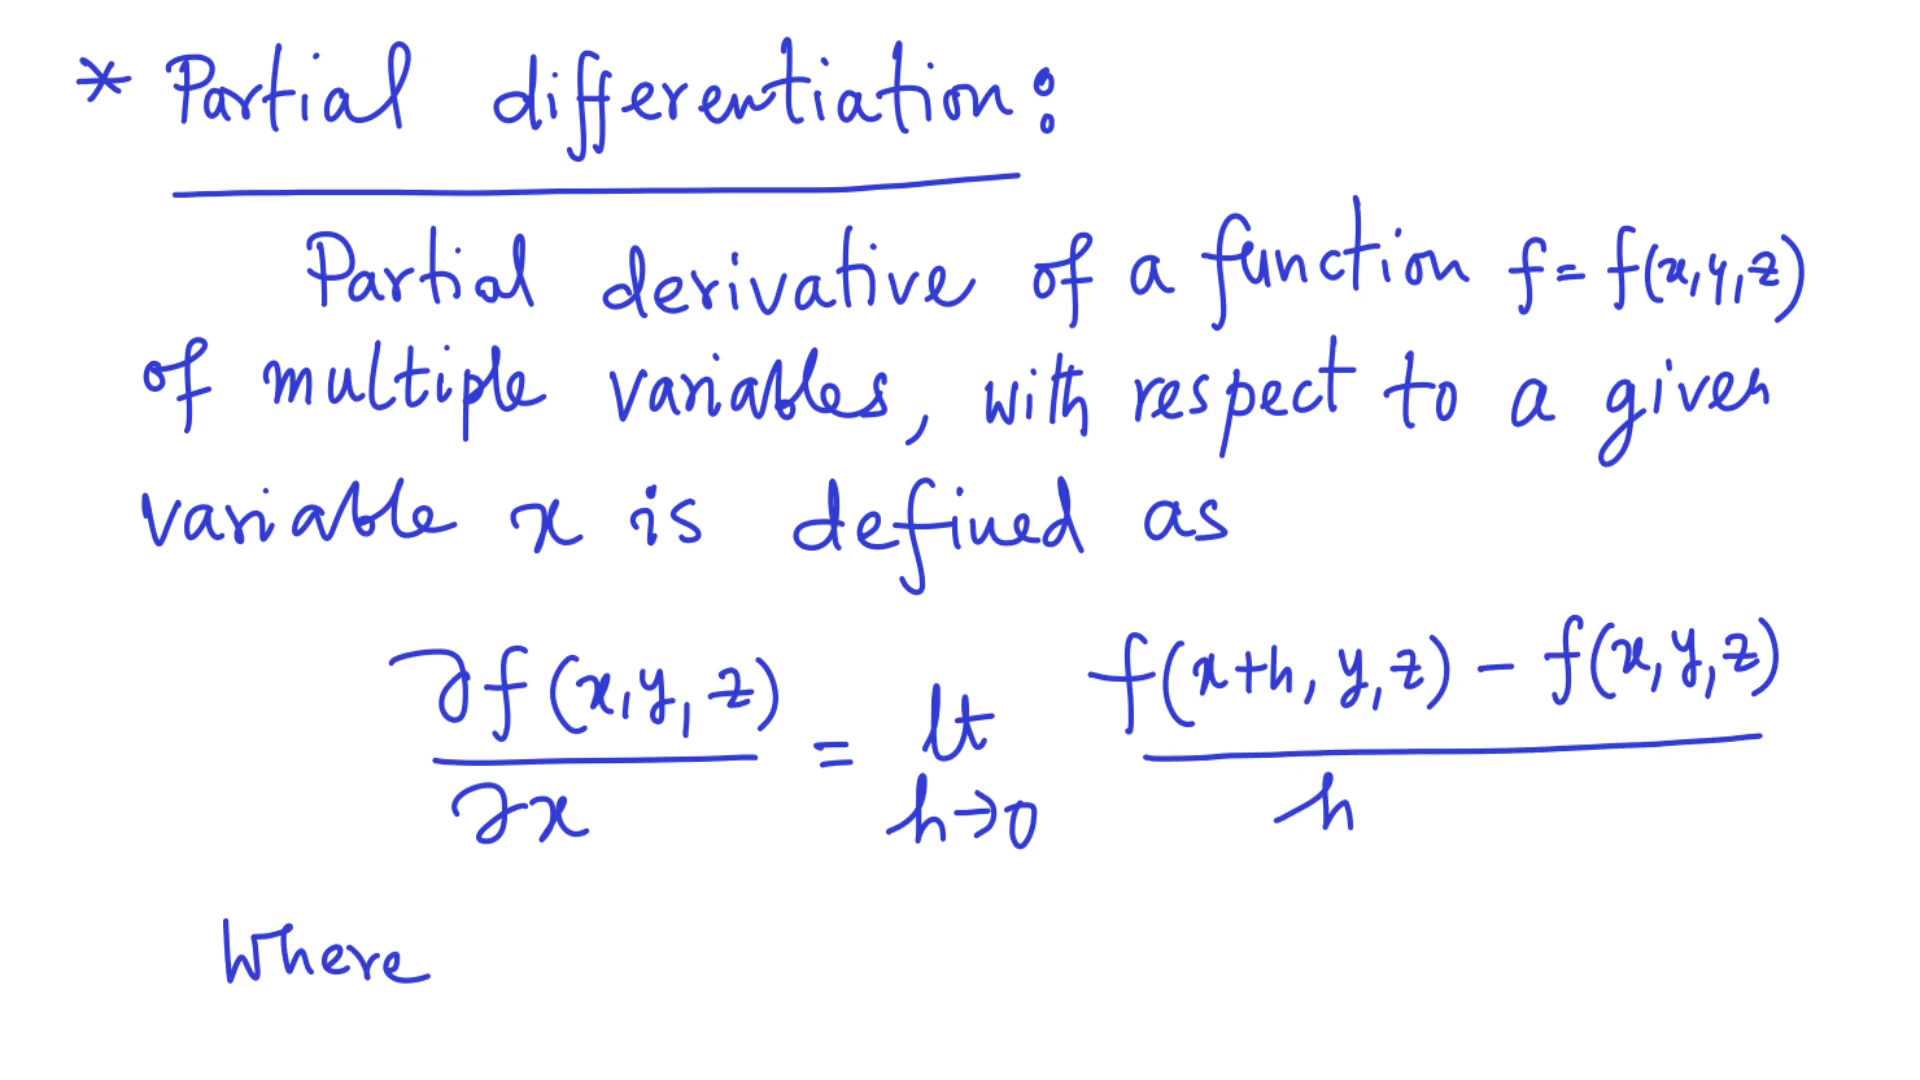 * Partial differentiation:
Partial derivative of a function f = f(x,y,z)
of multiple variables, with respect to a given
variable x is defined as
∂f(x,y,z)/∂x = lt h→0 f(x+h, y,z) - f(x,y,z)/h
Where